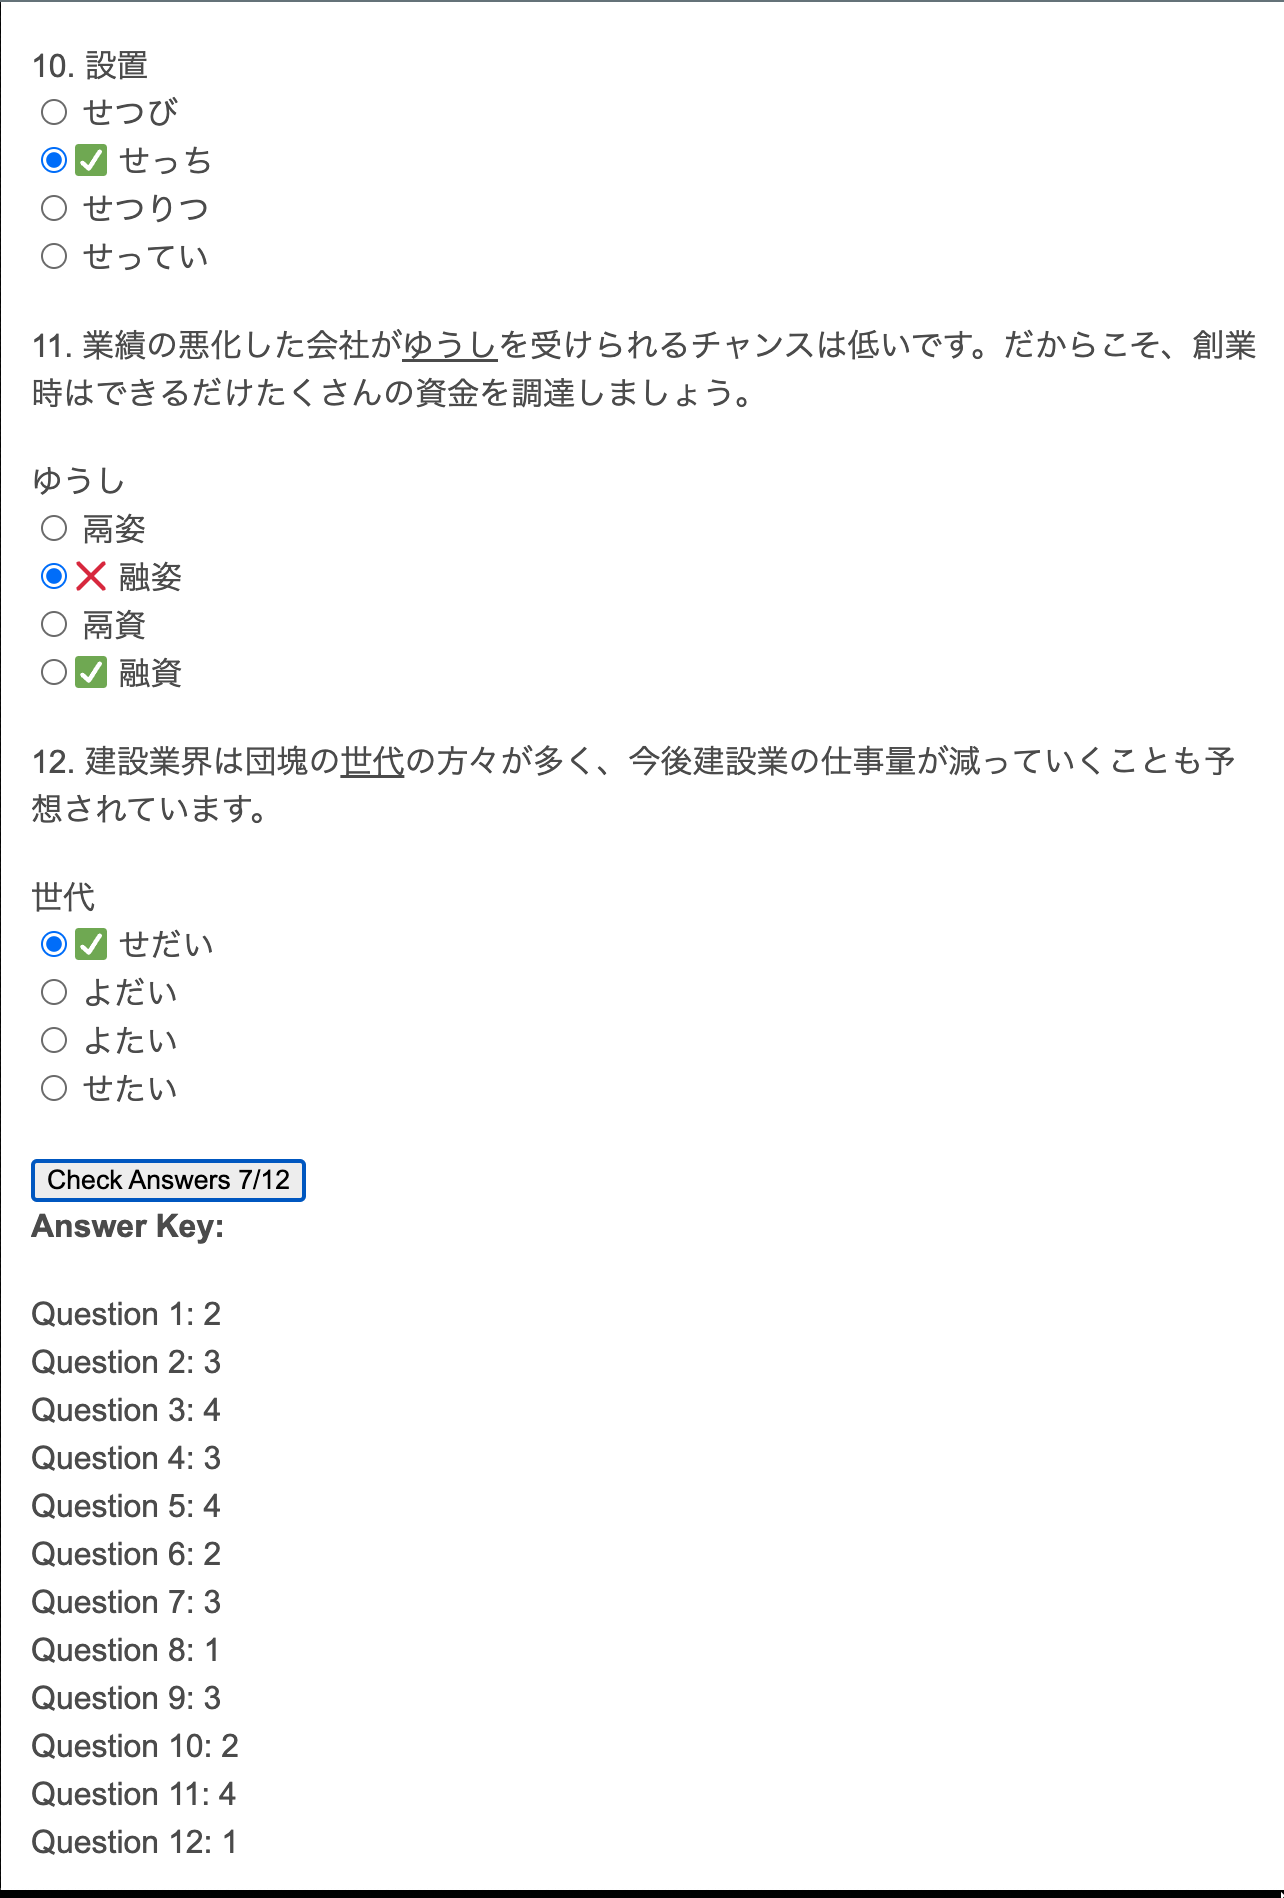 10. 設置
せつび
✅ せっち
せつりつ
せってい
11. 業績の悪化した会社がゆうしを受けられるチャンスは低いです。だからこそ、創業
時はできるだけたくさんの資金を調達しましょう。
ゆうし
鬲姿
❌ 融姿
鬲資
✅ 融資
12. 建設業界は団塊の世代の方々が多く、今後建設業の仕事量が減っていくことも予
想されています。
世代
✅ せだい
よだい
よたい
せたい
Check Answers 7/12
Answer Key:
Question 1: 2
Question 2: 3
Question 3: 4
Question 4: 3
Question 5: 4
Question 6: 2
Question 7: 3
Question 8: 1
Question 9: 3
Question 10: 2
Question 11: 4
Question 12: 1